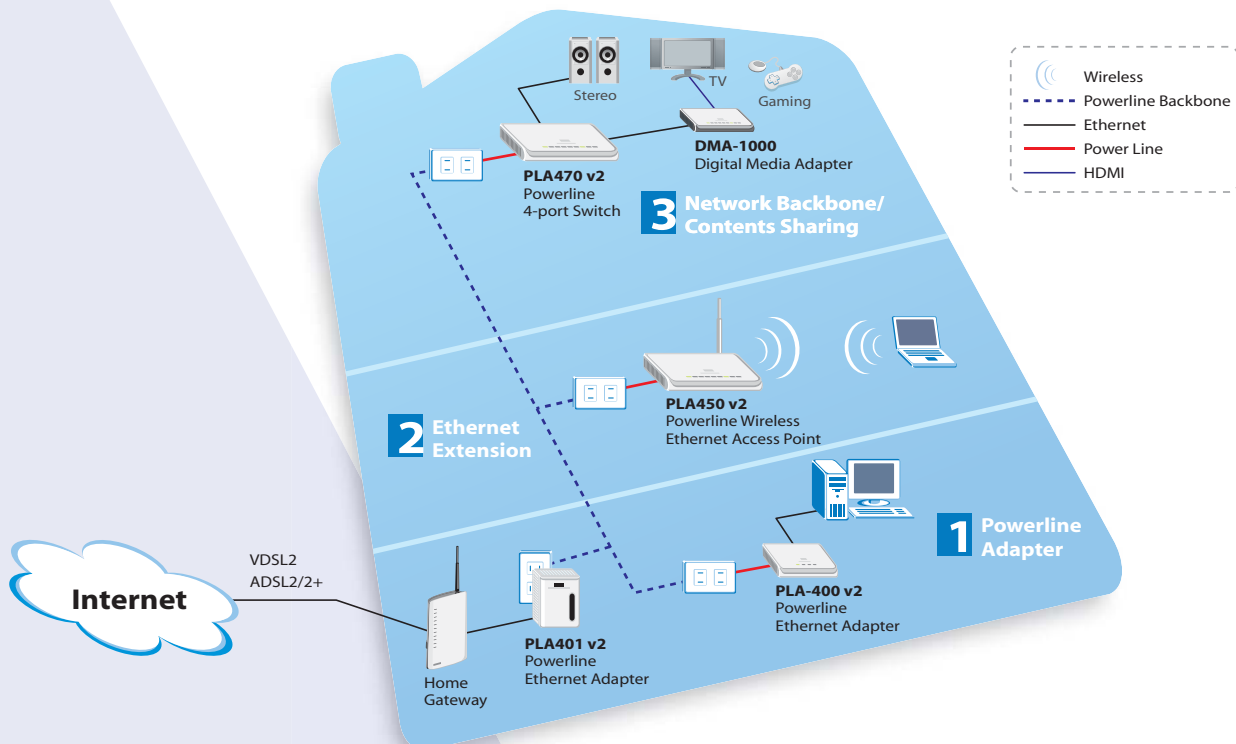 Stereo
TV
Gaming
PLA470 v2
Powerline
4-port Switch
DMA-1000
Digital Media Adapter
3 Network Backbone/
Contents Sharing
Wireless
Powerline Backbone
Ethernet
Power Line
HDMI
2 Ethernet
Extension
PLA450 v2
Powerline Wireless
Ethernet Access Point
1 Powerline
Adapter
PLA-400 v2
Powerline
Ethernet Adapter
VDSL2
ADSL2/2+
Internet
Home
Gateway
PLA401 v2
Powerline
Ethernet Adapter